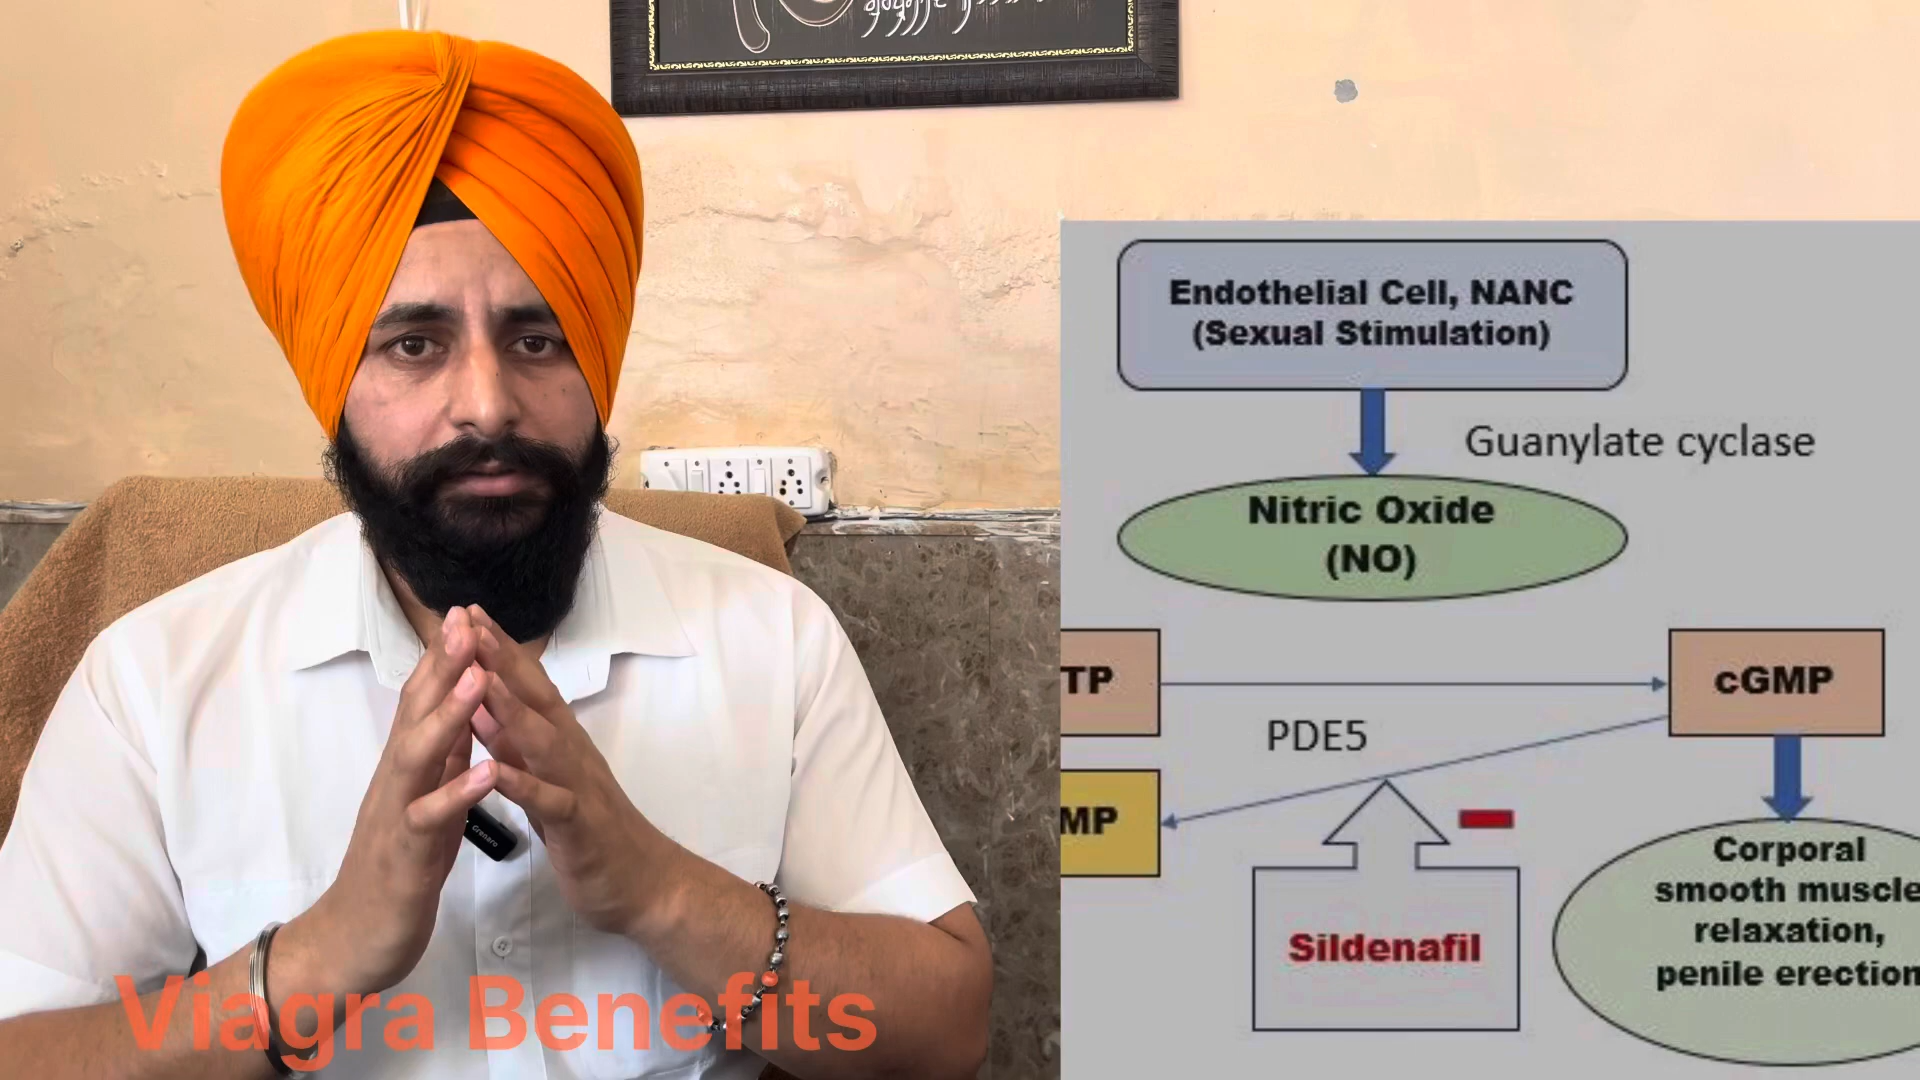 Endothelial Cell, NANC
(Sexual Stimulation)
Guanylate cyclase
Nitric Oxide
(NO)
TP
cGMP
PDE5
MP
Corporal
smooth muscle
relaxation,
penile erection
Sildenafil
Grenaro
Viagra Benefits